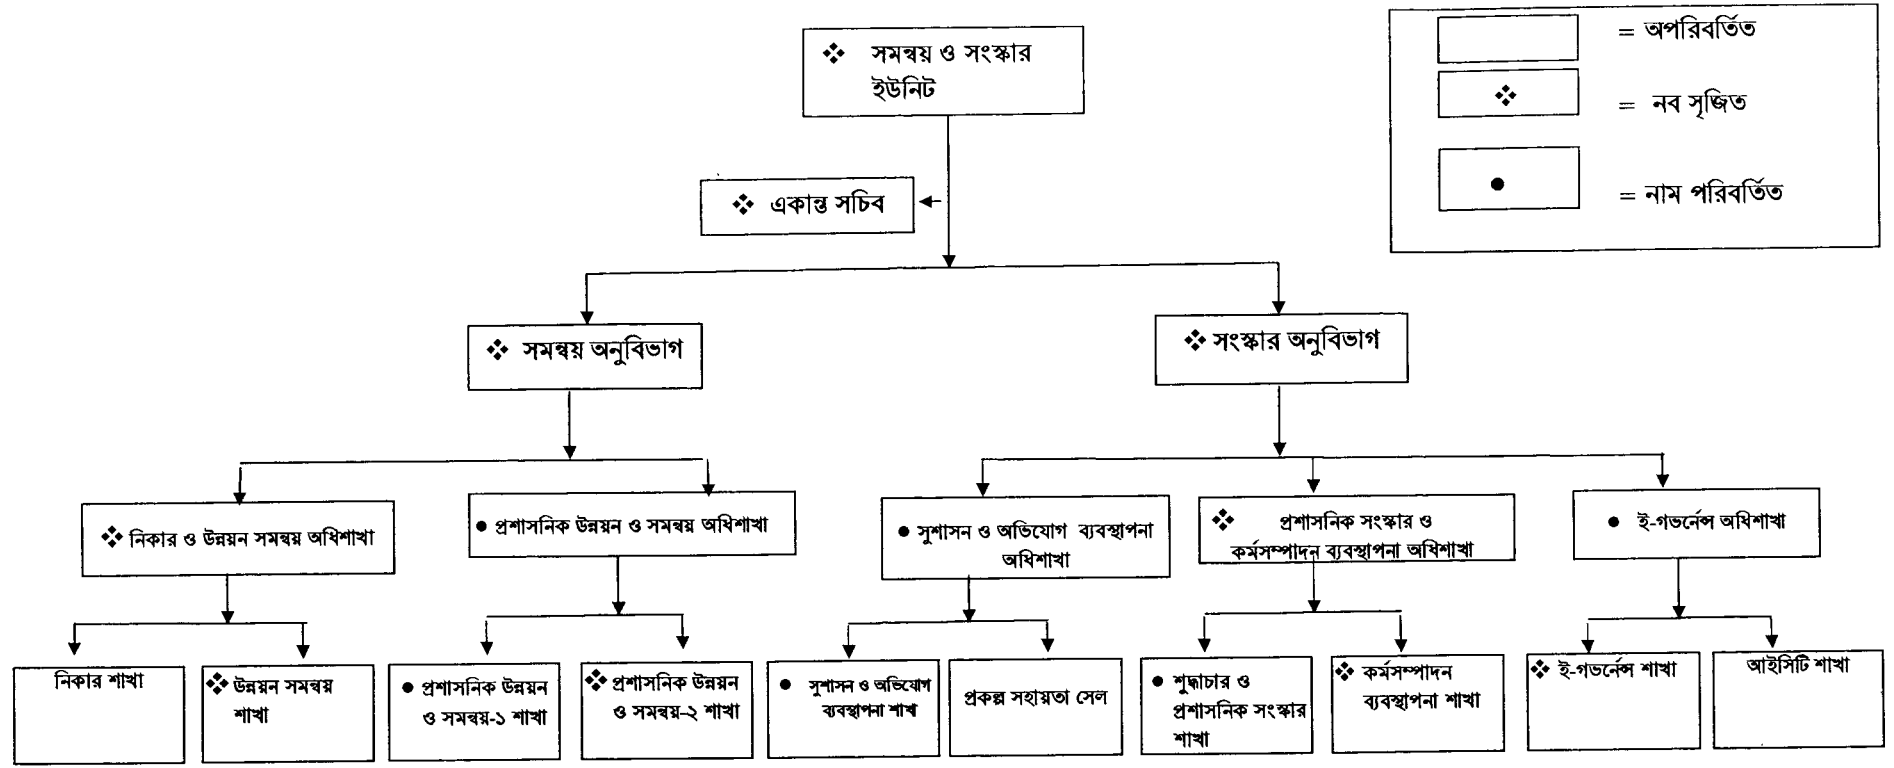 ❖ সমন্বয় ও সংস্কার
ইউনিট
= অপরিবর্তিত
❖ = নব সৃজিত
● = নাম পরিবর্তিত
❖ একান্ত সচিব
❖ সমন্বয় অনুবিভাগ
❖ সংস্কার অনুবিভাগ
❖ নিকার ও উন্নয়ন সমন্বয় অধিশাখা
● প্রশাসনিক উন্নয়ন ও সমন্বয় অধিশাখা
● সুশাসন ও অভিযোগ ব্যবস্থাপনা
অধিশাখা
❖ প্রশাসনিক সংস্কার ও
কর্মসম্পাদন ব্যবস্থাপনা অধিশাখা
● ই-গভর্নেন্স অধিশাখা
নিকার শাখা
❖ উন্নয়ন সমন্বয়
শাখা
● প্রশাসনিক উন্নয়ন
ও সমন্বয়-১ শাখা
❖ প্রশাসনিক উন্নয়ন
ও সমন্বয়-২ শাখা
● সুশাসন ও অভিযোগ
ব্যবস্থাপনা শাখা
প্রকল্প সহায়তা সেল
● শুদ্ধাচার ও
প্রশাসনিক সংস্কার
শাখা
❖ কর্মসম্পাদন
ব্যবস্থাপনা শাখা
❖ ই-গভর্নেন্স শাখা
আইসিটি শাখা